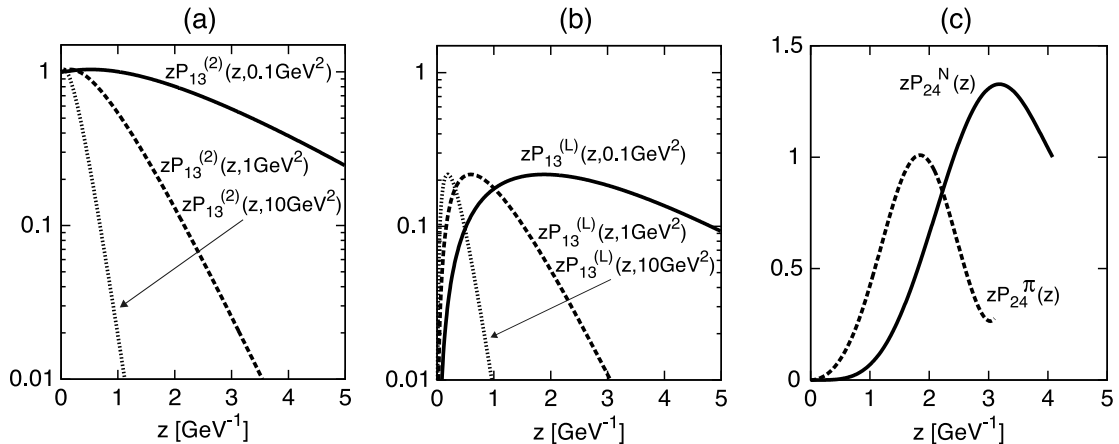 (a)
1
0.1
0.01
0 1 2 3 4 5
z [GeV⁻¹]
zP₁₃⁽²⁾(z,0.1GeV²)
zP₁₃⁽²⁾(z,1GeV²)
zP₁₃⁽²⁾(z,10GeV²)
(b)
1
0.1
0.01
0 1 2 3 4 5
z [GeV⁻¹]
zP₁₃⁽ᴸ⁾(z,0.1GeV²)
zP₁₃⁽ᴸ⁾(z,1GeV²)
zP₁₃⁽ᴸ⁾(z,10GeV²)
(c)
1.5
1
0.5
0
0 1 2 3 4 5
z [GeV⁻¹]
zP₂₄ᴺ(z)
zP₂₄^π(z)